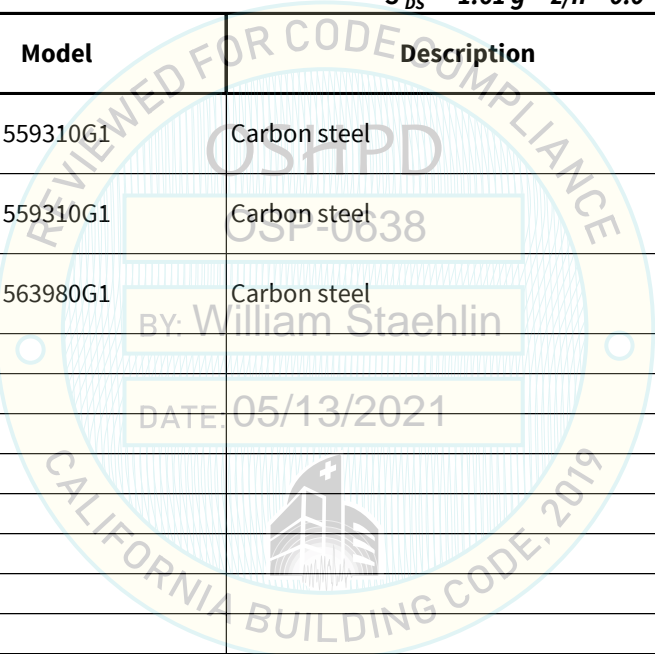 Model Description
559310G1 Carbon steel
559310G1 Carbon steel
563980G1 Carbon steel
REVIEWED FOR CODE COMPLIANCE
OSHPD
OSP-0638
BY: William Staehlin
DATE: 05/13/2021
CALIFORNIA BUILDING CODE, 2019